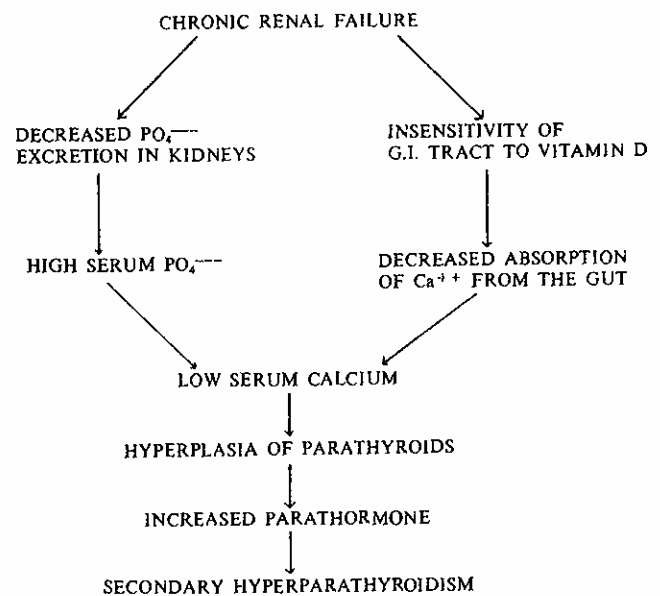 CHRONIC RENAL FAILURE
DECREASED PO₄⁻⁻⁻
EXCRETION IN KIDNEYS
INSENSITIVITY OF
G.I. TRACT TO VITAMIN D
HIGH SERUM PO₄⁻⁻⁻
DECREASED ABSORPTION
OF Ca⁺⁺ FROM THE GUT
LOW SERUM CALCIUM
HYPERPLASIA OF PARATHYROIDS
INCREASED PARATHORMONE
SECONDARY HYPERPARATHYROIDISM